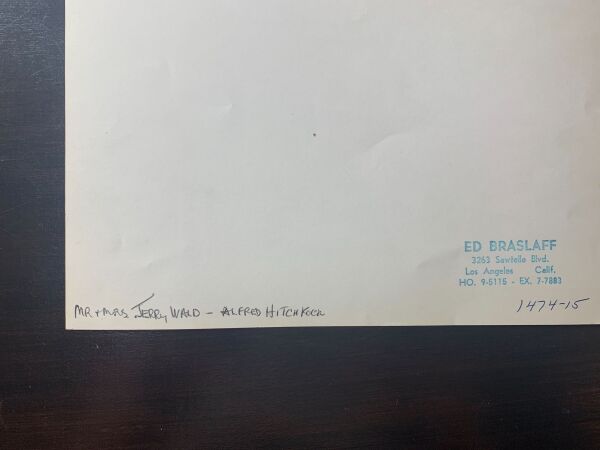 ED BRASLAFF
3263 Sawtelle Blvd.
Los Angeles Calif.
HO. 9-5115 - EX. 7-7883
1474-15
MR + MRS. JERRY WALD - ALFRED HITCHKOCK